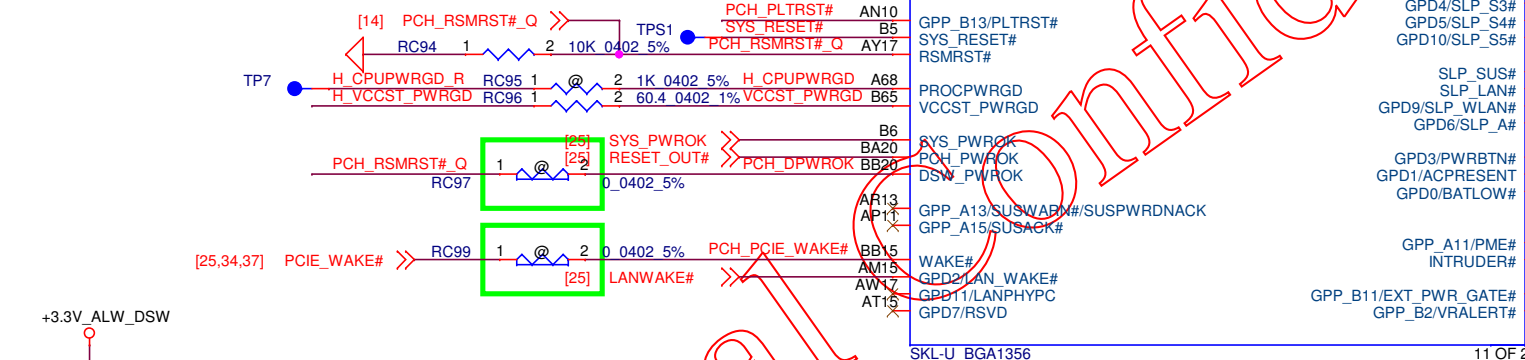 PCH_PLTRST# AN10 GPP_B13/PLTRST# GPD4/SLP_S3#
[14] PCH_RSMRST#_Q TPS1 SYS_RESET# B5 SYS_RESET# GPD5/SLP_S4#
RC94 1 2 10K_0402_5% PCH_RSMRST#_Q AY17 RSMRST# GPD10/SLP_S5#
TP7 H_CPUPWRGD_R RC95 1 @ 2 1K_0402_5% H_CPUPWRGD A68 PROCPWRGD SLP_SUS#
H_VCCST_PWRGD RC96 1 2 60.4_0402_1% VCCST_PWRGD B65 VCCST_PWRGD SLP_LAN#
GPD9/SLP_WLAN#
GPD6/SLP_A#
[25] SYS_PWROK B6 SYS_PWROK
[25] RESET_OUT# BA20 PCH_PWROK GPD3/PWRBTN#
PCH_RSMRST#_Q 1 @ 2 PCH_DPWROK BB20 DSW_PWROK GPD1/ACPRESENT
RC97 0_0402_5% GPD0/BATLOW#
AR13 GPP_A13/SUSWARN#/SUSPWRDNACK
AP11 GPP_A15/SUSACK#
GPP_A11/PME#
[25,34,37] PCIE_WAKE# RC99 1 @ 2 0_0402_5% PCH_PCIE_WAKE# BB15 WAKE# INTRUDER#
[25] LANWAKE# AM15 GPD2/LAN_WAKE#
AW17 GPD11/LANPHYPC GPP_B11/EXT_PWR_GATE#
AT15 GPD7/RSVD GPP_B2/VRALERT#
+3.3V_ALW_DSW
SKL-U_BGA1356 11 OF 2